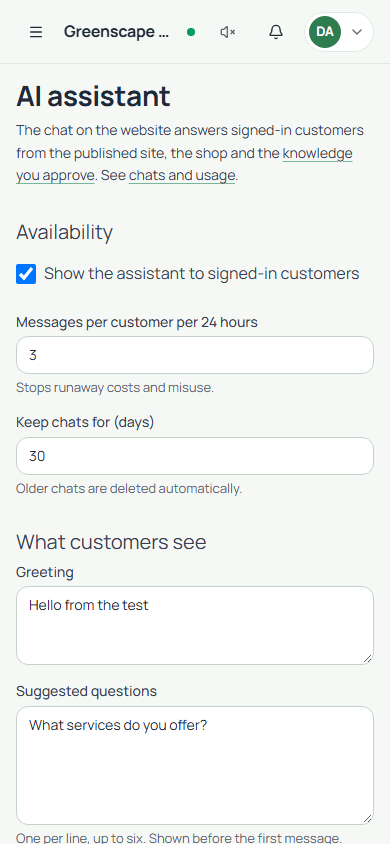 Greenscape ...
DA
AI assistant
The chat on the website answers signed-in customers
from the published site, the shop and the knowledge
you approve. See chats and usage.
Availability
Show the assistant to signed-in customers
Messages per customer per 24 hours
3
Stops runaway costs and misuse.
Keep chats for (days)
30
Older chats are deleted automatically.
What customers see
Greeting
Hello from the test
Suggested questions
What services do you offer?
One per line, up to six. Shown before the first message.